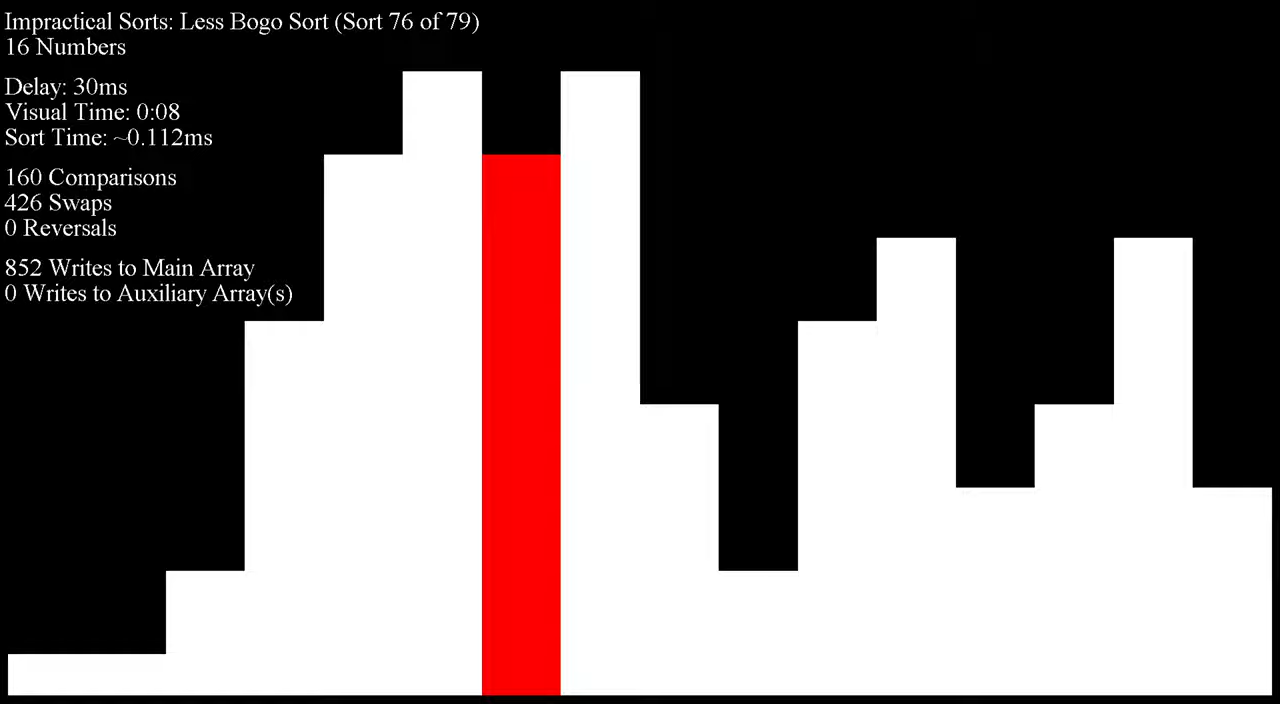 Impractical Sorts: Less Bogo Sort (Sort 76 of 79)
16 Numbers
Delay: 30ms
Visual Time: 0:08
Sort Time: ~0.112ms
160 Comparisons
426 Swaps
0 Reversals
852 Writes to Main Array
0 Writes to Auxiliary Array(s)